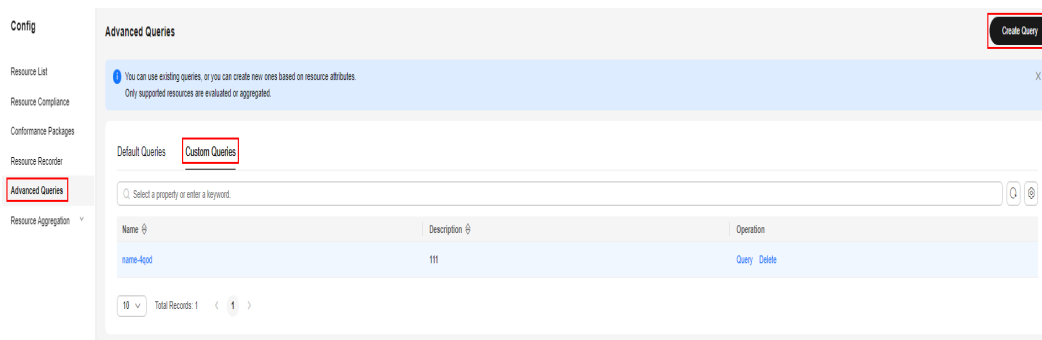 Config
Advanced Queries
Create Query
Resource List
Resource Compliance
Conformance Packages
Resource Recorder
Advanced Queries
Resource Aggregation
You can use existing queries, or you can create new ones based on resource attributes.
Only supported resources are evaluated or aggregated.
Default Queries Custom Queries
Select a property or enter a keyword.
Name Description Operation
name-4qod 111 Query Delete
10 Total Records: 1 < 1 >